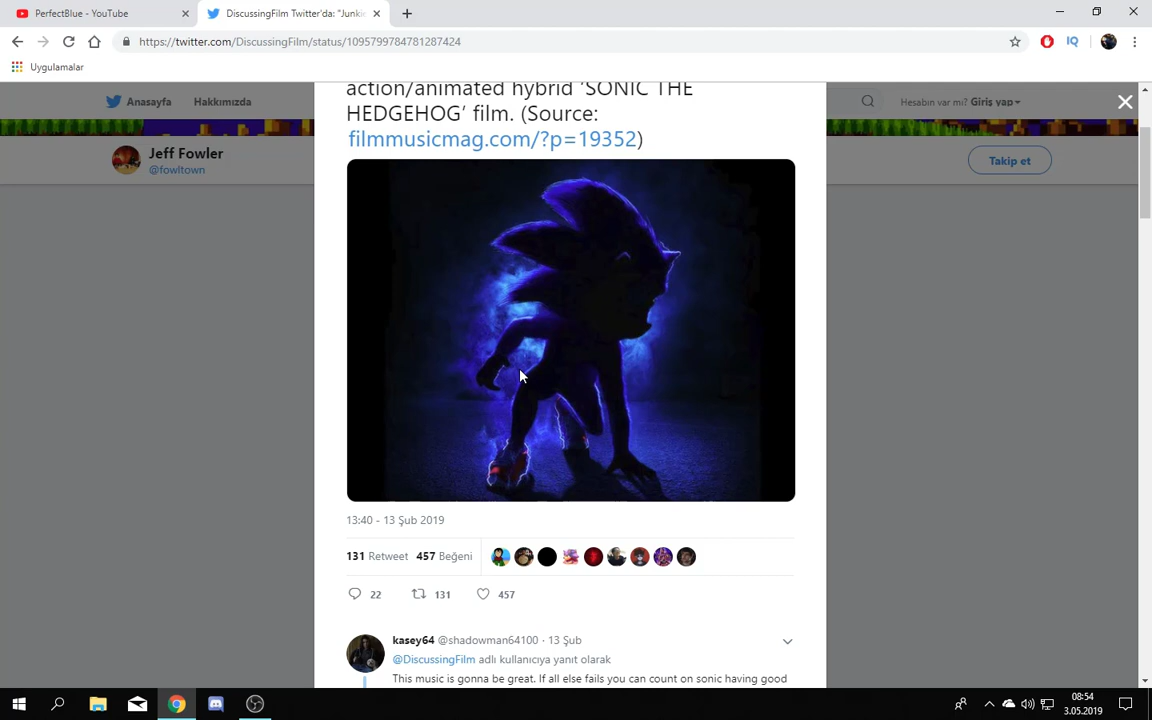 PerfectBlue - YouTube
DiscussingFilm Twitter'da: "Junki
https://twitter.com/DiscussingFilm/status/1095799784781287424
IQ
Uygulamalar
Anasayfa
Hakkımızda
Hesabın var mı? Giriş yap
Jeff Fowler
@fowltown
Takip et
action/animated hybrid 'SONIC THE
HEDGEHOG' film. (Source:
filmmusicmag.com/?p=19352)
13:40 - 13 Şub 2019
131 Retweet 457 Beğeni
22 131 457
kasey64 @shadowman64100 · 13 Şub
@DiscussingFilm adlı kullanıcıya yanıt olarak
This music is gonna be great. If all else fails you can count on sonic having good
08:54
3.05.2019